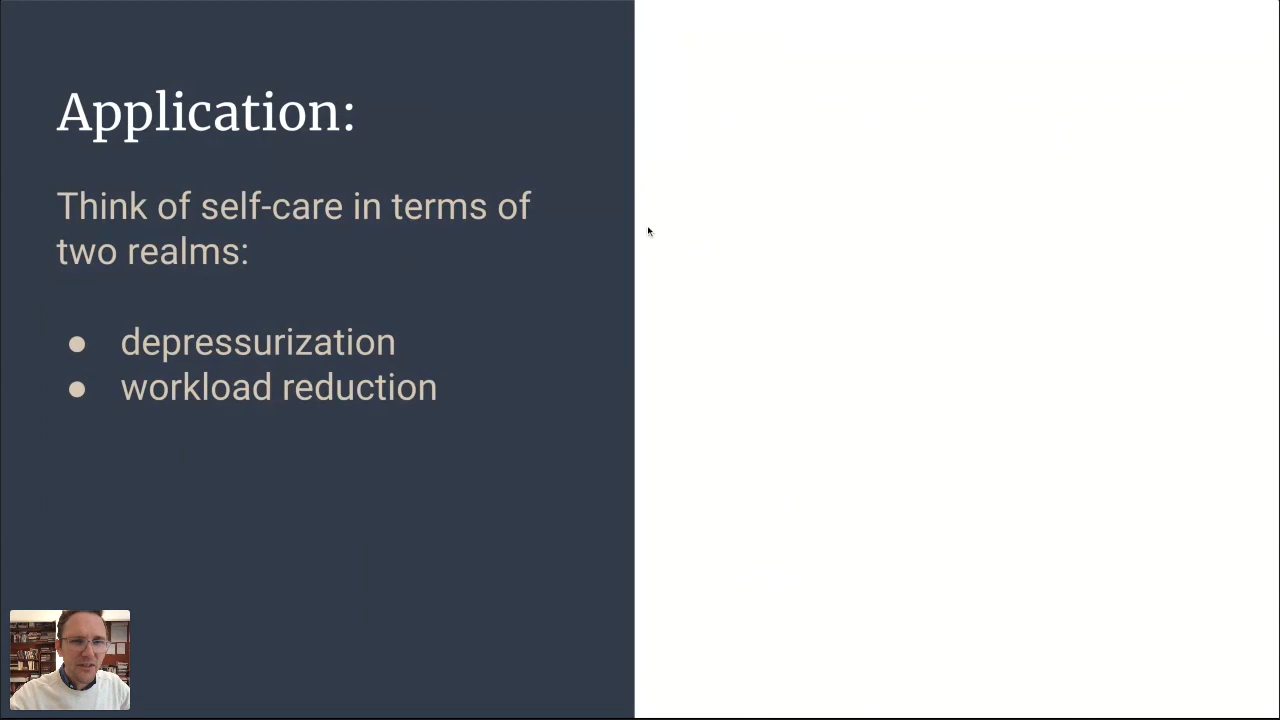 Application:
Think of self-care in terms of
two realms:
● depressurization
● workload reduction